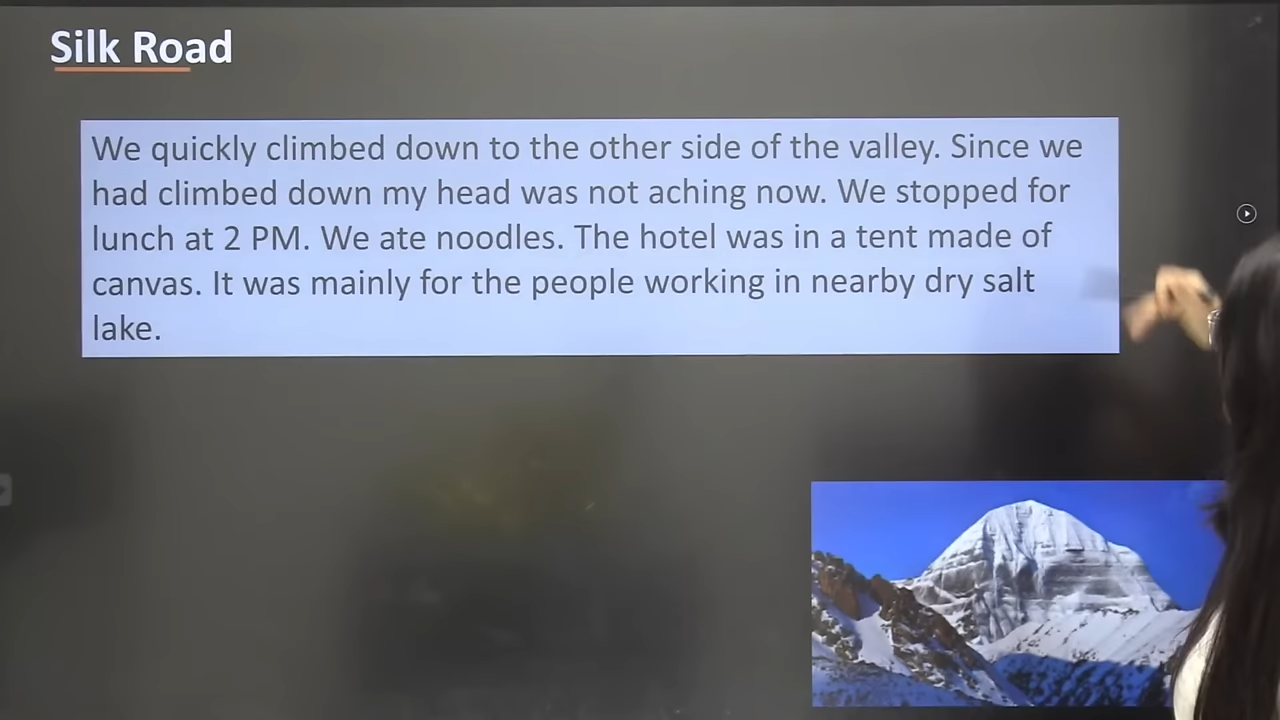 Silk Road
We quickly climbed down to the other side of the valley. Since we
had climbed down my head was not aching now. We stopped for
lunch at 2 PM. We ate noodles. The hotel was in a tent made of
canvas. It was mainly for the people working in nearby dry salt
lake.